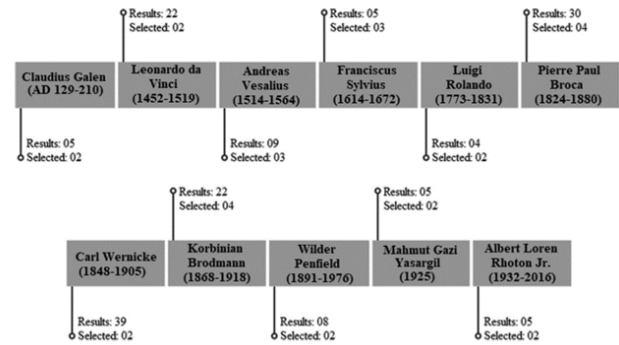 Results: 22
Selected: 02
Results: 05
Selected: 03
Results: 30
Selected: 04
Claudius Galen
(AD 129-210)
Leonardo da
Vinci
(1452-1519)
Andreas
Vesalius
(1514-1564)
Franciscus
Sylvius
(1614-1672)
Luigi
Rolando
(1773-1831)
Pierre Paul
Broca
(1824-1880)
Results: 05
Selected: 02
Results: 09
Selected: 03
Results: 04
Selected: 02
Results: 22
Selected: 04
Results: 05
Selected: 02
Carl Wernicke
(1848-1905)
Korbinian
Brodmann
(1868-1918)
Wilder
Penfield
(1891-1976)
Mahmut Gazi
Yasargil
(1925)
Albert Loren
Rhoton Jr.
(1932-2016)
Results: 39
Selected: 02
Results: 08
Selected: 02
Results: 05
Selected: 02